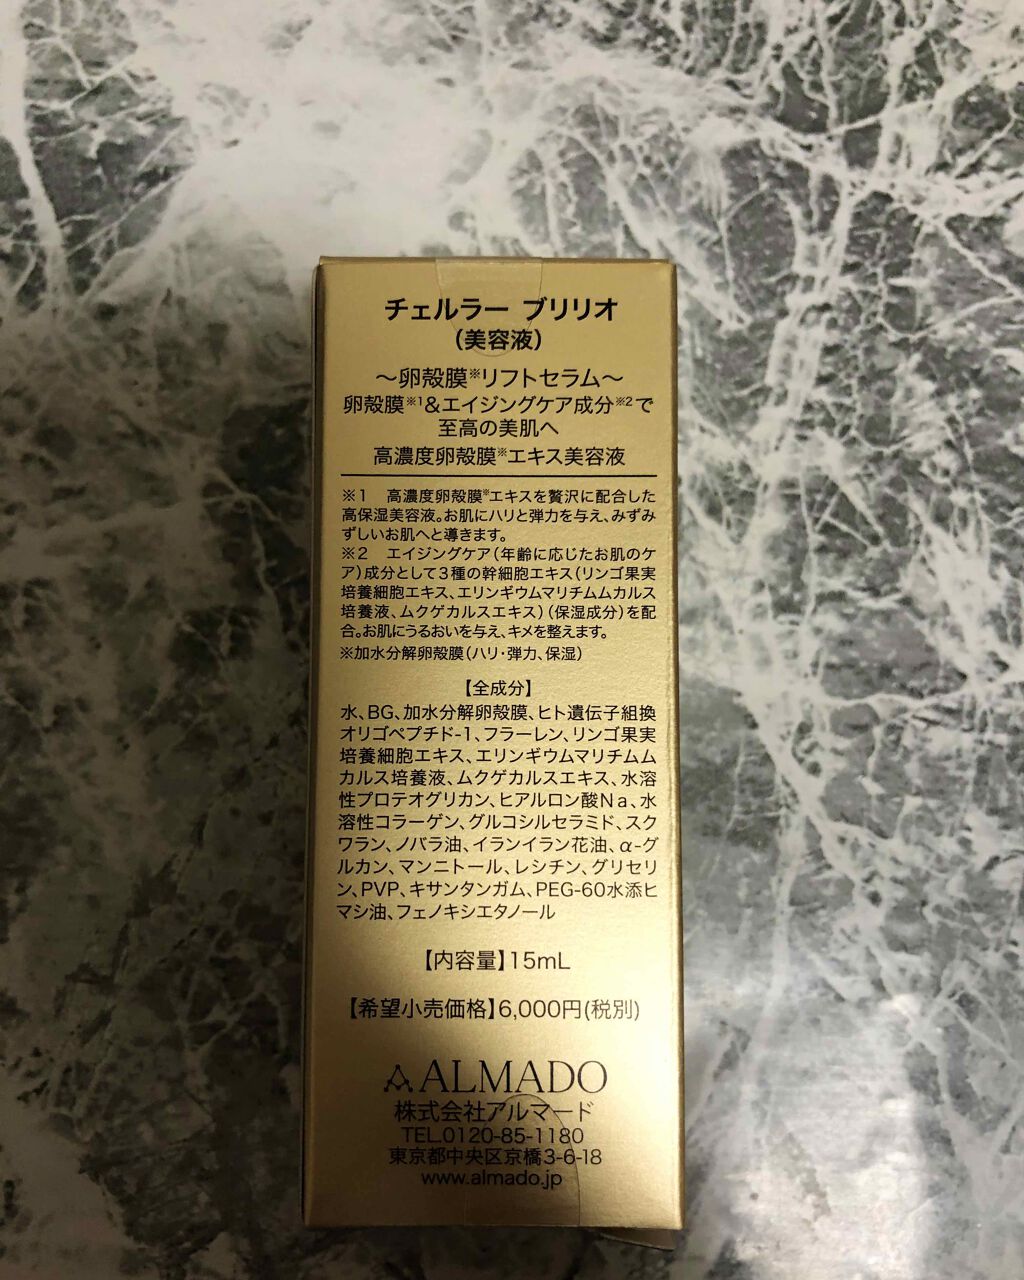 チェルラー ブリリオ
（美容液）
～卵殻膜※リフトセラム～
卵殻膜※1＆エイジングケア成分※2で
至高の美肌へ
高濃度卵殻膜※エキス美容液
※1　高濃度卵殻膜※エキスを贅沢に配合した
高保湿美容液。お肌にハリと弾力を与え、みずみ
ずしいお肌へと導きます。
※2　エイジングケア（年齢に応じたお肌のケ
ア）成分として3種の幹細胞エキス（リンゴ果実
培養細胞エキス、エリンギウムマリチムムカルス
培養液、ムクゲカルスエキス）（保湿成分）を配
合。お肌にうるおいを与え、キメを整えます。
※加水分解卵殻膜（ハリ・弾力、保湿）
【全成分】
水、BG、加水分解卵殻膜、ヒト遺伝子組換
オリゴペプチド-1、フラーレン、リンゴ果実
培養細胞エキス、エリンギウムマリチムム
カルス培養液、ムクゲカルスエキス、水溶
性プロテオグリカン、ヒアルロン酸Na、水
溶性コラーゲン、グルコシルセラミド、スク
ワラン、ノバラ油、イランイラン花油、α-グ
ルカン、マンニトール、レシチン、グリセリ
ン、PVP、キサンタンガム、PEG-60水添ヒ
マシ油、フェノキシエタノール
【内容量】15mL
【希望小売価格】6,000円(税別)
ALMADO
株式会社アルマード
TEL.0120-85-1180
東京都中央区京橋3-6-18
www.almado.jp